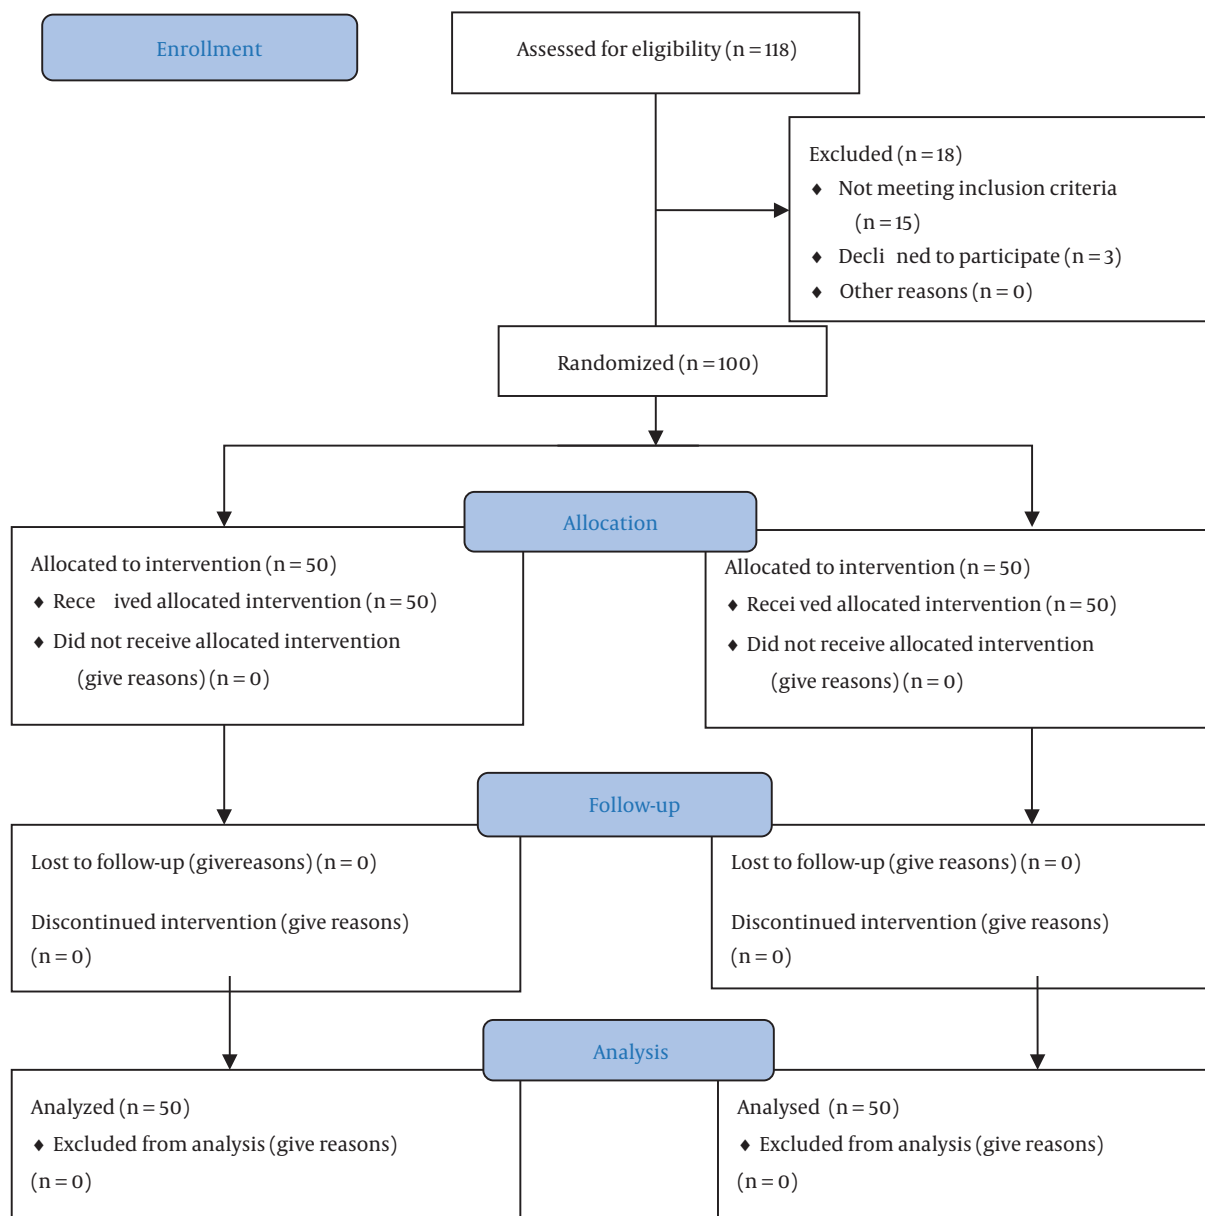 Enrollment
Assessed for eligibility (n = 118)
Excluded (n = 18)
♦ Not meeting inclusion criteria
(n = 15)
♦ Decli ned to participate (n = 3)
♦ Other reasons (n = 0)
Randomized (n = 100)
Allocation
Allocated to intervention (n = 50)
♦ Rece ived allocated intervention (n = 50)
♦ Did not receive allocated intervention
(give reasons) (n = 0)
Allocated to intervention (n = 50)
♦ Recei ved allocated intervention (n = 50)
♦ Did not receive allocated intervention
(give reasons) (n = 0)
Follow-up
Lost to follow-up (givereasons) (n = 0)
Discontinued intervention (give reasons)
(n = 0)
Lost to follow-up (give reasons) (n = 0)
Discontinued intervention (give reasons)
(n = 0)
Analysis
Analyzed (n = 50)
♦ Excluded from analysis (give reasons)
(n = 0)
Analysed (n = 50)
♦ Excluded from analysis (give reasons)
(n = 0)